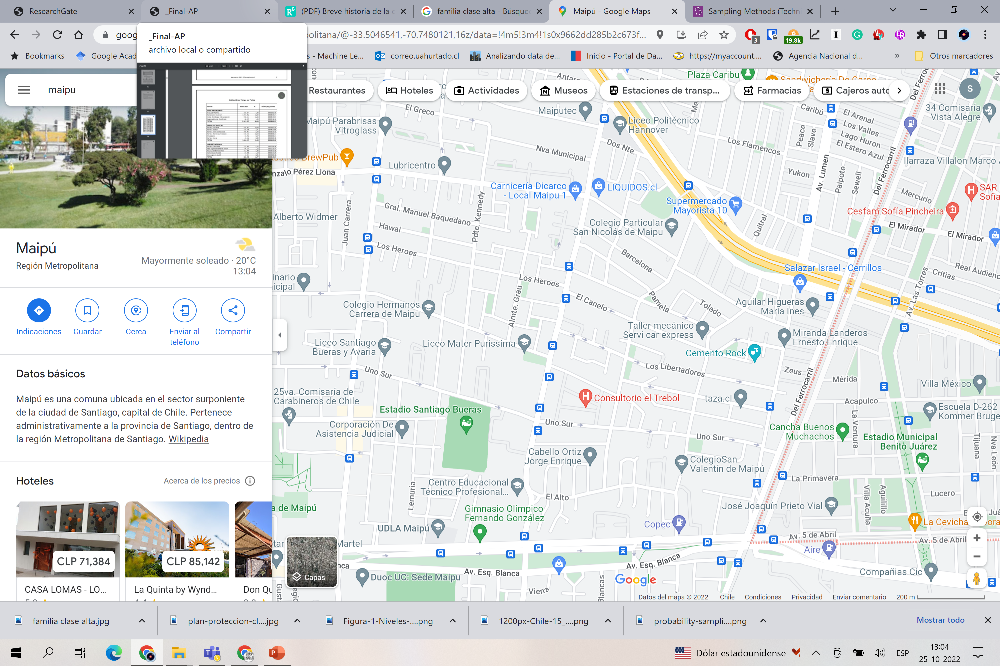 ResearchGate
_Final-AP
(PDF) Breve historia de la e
familia clase alta - Búsque
Maipú - Google Maps
Sampling Methods (Techni
goog
politana/@-33.5046541,-70.7480121,16z/data=!4m5!3m4!1s0x9662dd285b2c673f...
3
19.8k
_Final-AP
archivo local o compartido
Bookmarks
Google Acad
s - Machine Le...
correo.uahurtado.cl
Analizando data de...
Inicio - Portal de Da...
https://myaccount....
Agencia Nacional d...
»
Otros marcadores
maipu
Restaurantes
Hoteles
Actividades
Museos
Estaciones de transp...
Farmacias
Cajeros auto
S
Distribución de Tiempo por Pactos
Maipú
Región Metropolitana
Mayormente soleado · 20°C
13:04
Indicaciones
Guardar
Cerca
Enviar al
teléfono
Compartir
Datos básicos
Maipú es una comuna ubicada en el sector surponiente
de la ciudad de Santiago, capital de Chile. Pertenece
administrativamente a la provincia de Santiago, dentro de
la región Metropolitana de Santiago. Wikipedia
Hoteles
Acerca de los precios
CLP 71,384
CLP 85,142
CASA LOMAS - LO...
La Quinta by Wynd...
Don Qu
Plaza Caribu
Sandwichería De Carne
Antar
Maiputec
El Greco
Liceo Politécnico
Hannover
Maipú Parabrisas
Vitroglass
Caribú
El Arenal
Los Valles
Lago Huron
El Estero Azul
34 Comisaría
Vista Alegre
Del Ferrocarril
Peace
Slave
Los Flamencos
Dos Nte.
Nva Municipal
BrewPub
Lubricentro
nzalo Pérez Llona
Ilarraza Villalon Marco A
Yukon
Av. Lumen
Paipote
Sewell
Mercurio
SAR
Sofia
Carnicería Dicarco
- Local Maipu 1
LIQUIDOS.cl
Supermercado
Mayorista 10
Cesfam Sofía Pincheira
El Mirador
El Mirador
Gral. Manuel Baquedano
Pdte. Kennedy
Alberto Widmer
Juan Carrera
Hawai
Los Heroes
Colegio Particular
San Nicolás de Maipu
Quitral
Barcelona
Salazar Israel - Cerrillos
Critias
Real Audienc
Av. Las Torres
inario
icipal
Los Heroes
El Canelo
Pamela
Toledo
Almte. Grau
Colegio Hermanos
Carrera de Maipu
Aguilar Higueras
Maria Ines
Taller mecánico
Servi car express
Miranda Landeros
Ernesto Enrique
Liceo Santiago
Bueras y Avaria
Liceo Mater Purissima
Cemento Rock
Los Libertadores
Zeus
Mérida
Del Ferrocarril
Uno Sur
Villa México
25va. Comisaría de
Carabineros de Chile
Estadio Santiago Bueras
Consultorio el Trebol
taza.cl
Acapulco
Escuela D-262
Kommer Bruge
La Ventura
Corporación De
Asistencia Judicial
Uno Sur
Uno Sur
Cancha Buenos
Muchachos
Estadio Municipal
Benito Juárez
Tijuana
Nva León
Cabello Ortiz
Jorge Enrique
ColegioSan
Valentín de Maipú
La Primavera
Centro Educacional
Técnico Profesional...
Lemuria
El Alto
Villa Acuña
Aguilillo
Lucero
a de Maipú
José Joaquín Prieto Vial
Gimnasio Olímpico
Fernando González
UDLA Maipú
Copec
La Cevicha
Av. 5 de Abril
Av. 5 de Abril
Martel
Aire
Av. Esq. Blanca
Av. Esq. Blanca
Duoc UC: Sede Maipu
Compañias Cic
Viena
Blancas
Capas
Google
Datos del mapa © 2022
Chile
Condiciones
Privacidad
Enviar comentario
200 m
familia clase alta.jpg
plan-proteccion-cl....jpg
Figura-1-Niveles-....png
1200px-Chile-15_....png
probability-sampli....png
Mostrar todo
Dólar estadounidense
ESP
13:04
25-10-2022